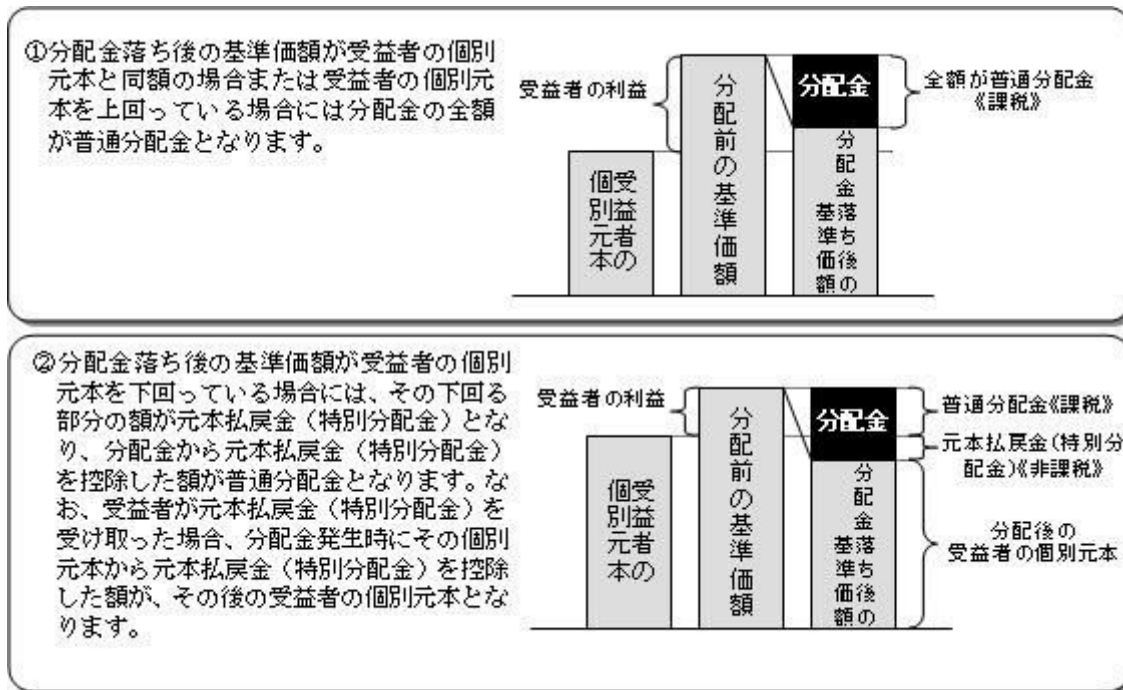 ①分配金落ち後の基準価額が受益者の個別
元本と同額の場合または受益者の個別元
本を上回っている場合には分配金の全額
が普通分配金となります。
受益者の利益
受益者の
個別元本
分配前の基準価額
分配金
分配金落ち後の
基準価額
全額が普通分配金
《課税》
②分配金落ち後の基準価額が受益者の個別
元本を下回っている場合には、その下回る
部分の額が元本払戻金（特別分配金）とな
り、分配金から元本払戻金（特別分配金）
を控除した額が普通分配金となります。な
お、受益者が元本払戻金（特別分配金）を
受け取った場合、分配金発生時にその個別
元本から元本払戻金（特別分配金）を控除
した額が、その後の受益者の個別元本とな
ります。
受益者の利益
受益者の
個別元本
分配前の基準価額
分配金
分配金落ち後の
基準価額
普通分配金《課税》
元本払戻金（特別分
配金）《非課税》
分配後の
受益者の個別元本